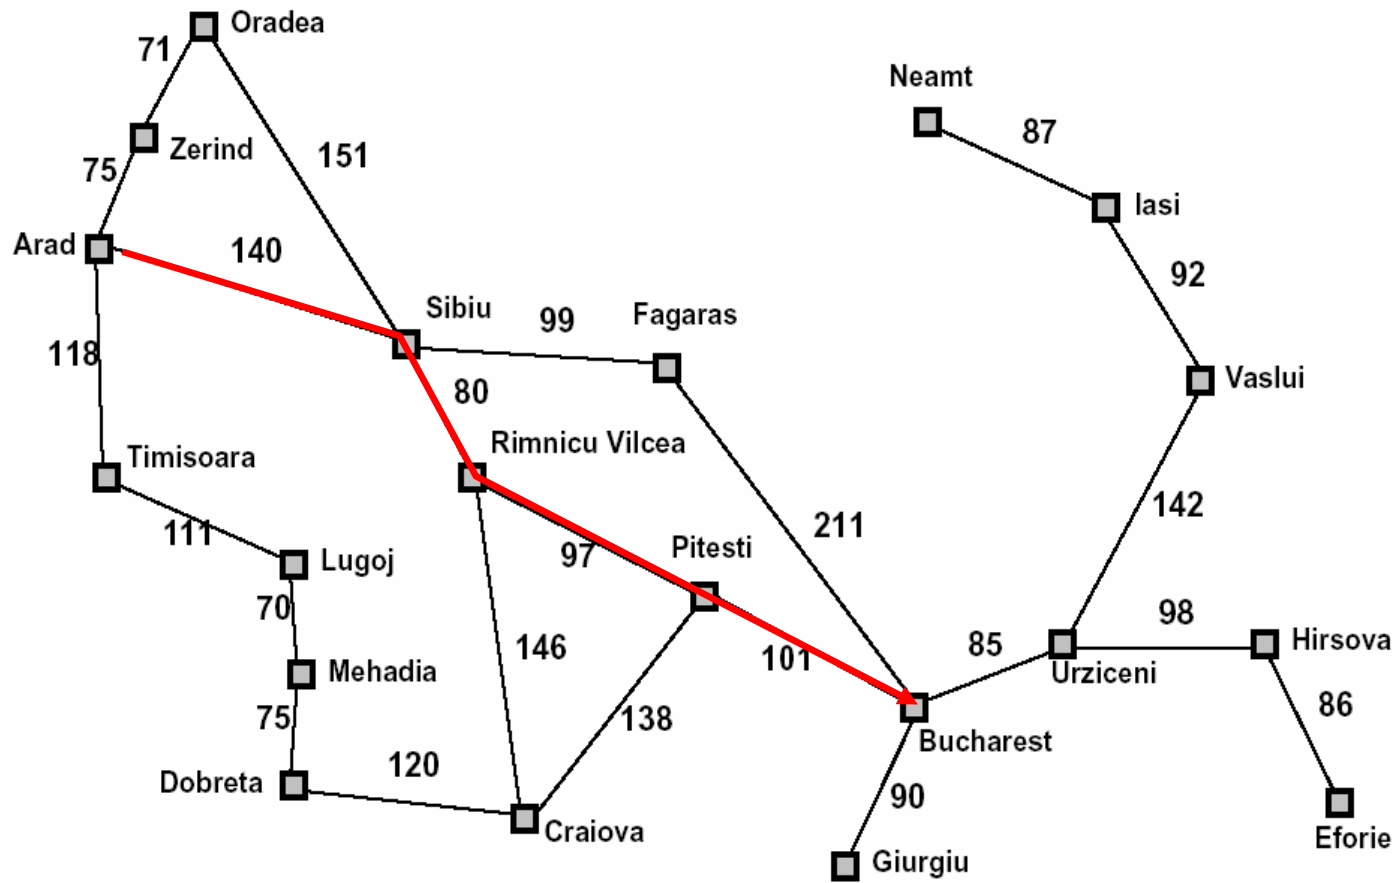 Oradea
71
Neamt
87
Zerind
151
75
Iasi
Arad
140
92
Sibiu
99
Fagaras
118
80
Vaslui
Rimnicu Vilcea
Timisoara
142
211
111
97
Pitesti
Lugoj
70
98
146
101
85
Hirsova
Urziceni
Mehadia
75
138
86
Bucharest
120
Dobreta
90
Craiova
Eforie
Giurgiu